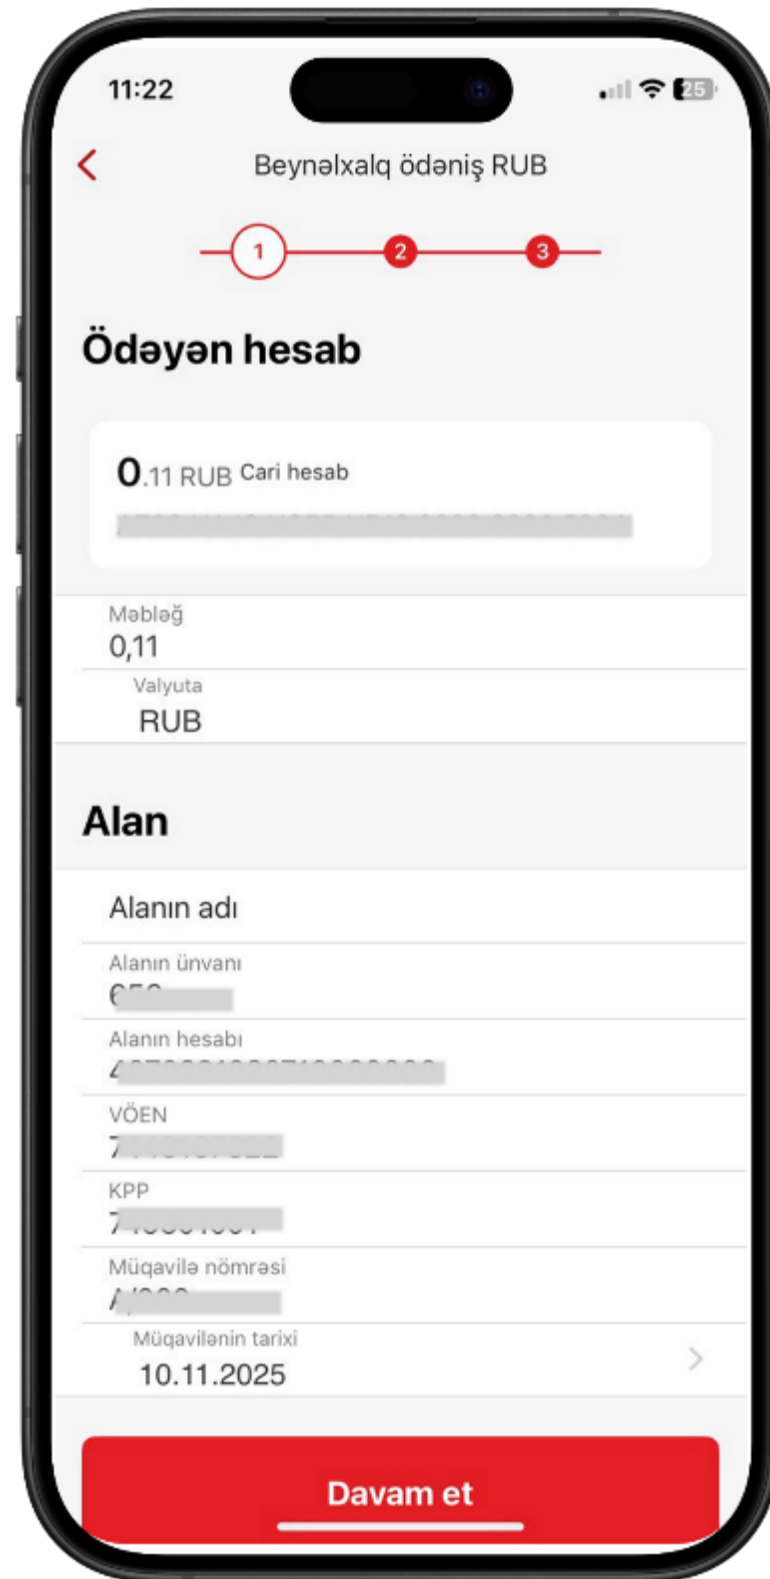 11:22
25
Beynəlxalq ödəniş RUB
1 2 3
Ödəyən hesab
0.11 RUB Cari hesab
Məbləğ
0,11
Valyuta
RUB
Alan
Alanın adı
Alanın ünvanı
Alanın hesabı
VÖEN
KPP
Müqavilə nömrəsi
Müqavilənin tarixi
10.11.2025
Davam et